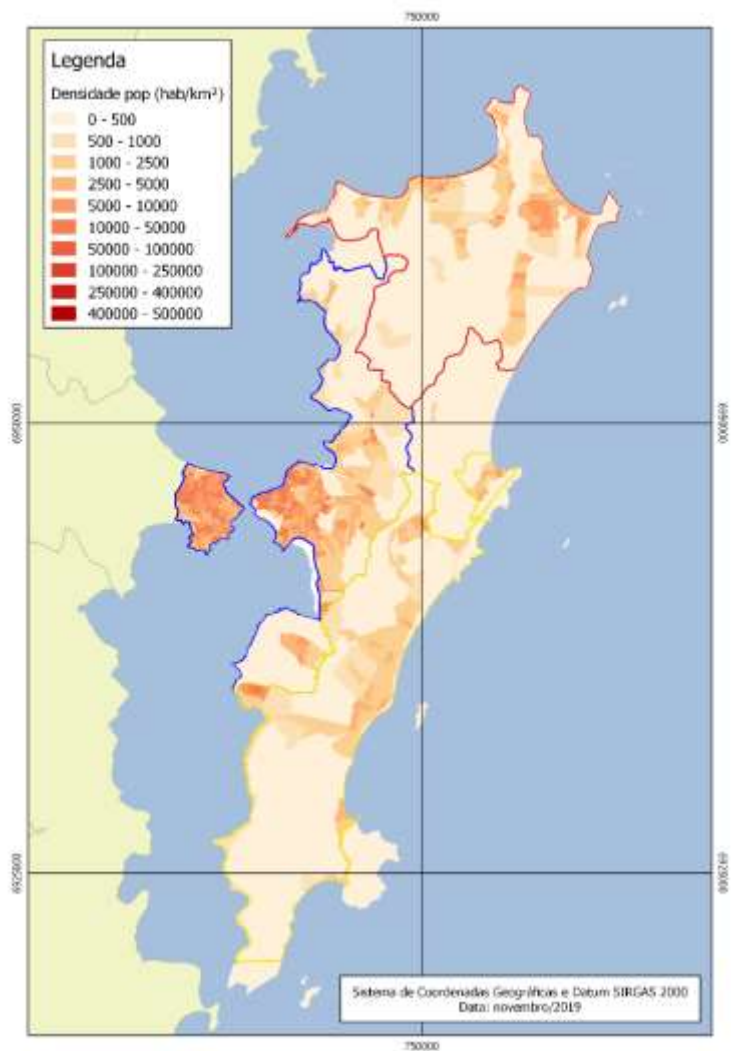 750000
Legenda
Densidade pop (hab/km²)
0 - 500
500 - 1000
1000 - 2500
2500 - 5000
5000 - 10000
10000 - 50000
50000 - 100000
100000 - 250000
250000 - 400000
400000 - 500000
6950000
6950000
6925000
6925000
Sistema de Coordenadas Geográficas e Datum SIRGAS 2000
Data: novembro/2019
750000